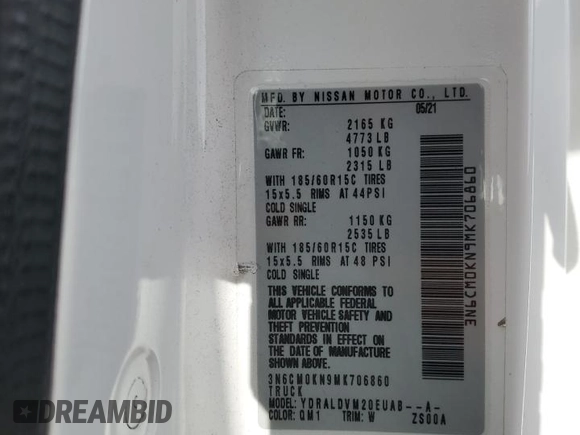 MFD. BY NISSAN MOTOR CO., LTD.
DATE: 05/21
GVWR: 2165 KG
4773 LB
GAWR FR: 1050 KG
2315 LB
WITH 185/60R15C TIRES
15x5.5 RIMS AT 44PSI
COLD SINGLE
GAWR RR: 1150 KG
2535 LB
WITH 185/60R15C TIRES
15x5.5 RIMS AT 48 PSI
COLD SINGLE
THIS VEHICLE CONFORMS TO
ALL APPLICABLE FEDERAL
MOTOR VEHICLE SAFETY AND
THEFT PREVENTION
STANDARDS IN EFFECT ON
THE DATE OF MANUFACTURE
SHOWN ABOVE.
3N6CM0KN9MK706860
TRUCK
MODEL: YDRALDVM20EUAB--A-
COLOR: QM1 TRIM: W ZS00A
3N6CM0KN9MK706860
FCC HISTORY